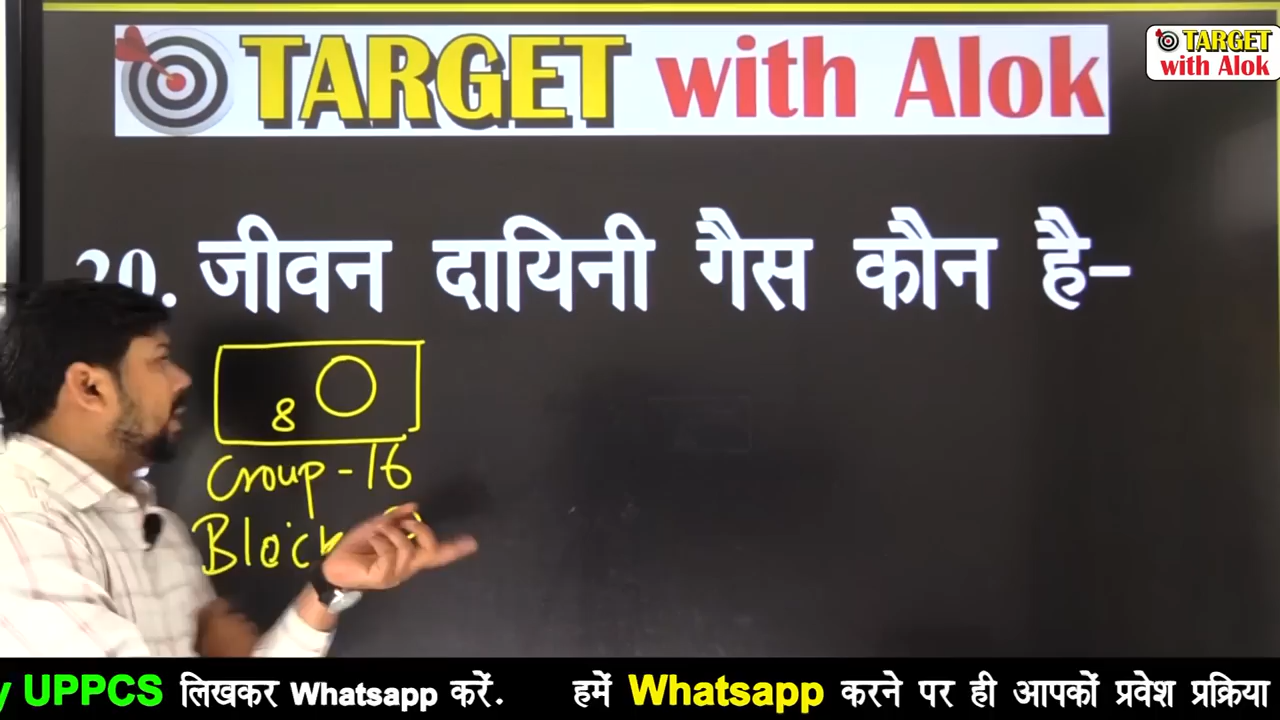 TARGET with Alok
TARGET
with Alok
20. जीवन दायिनी गैस कौन है-
8 O
Group - 16
Block
UPPCS लिखकर Whatsapp करें. हमें Whatsapp करने पर ही आपकों प्रवेश प्रक्रिया